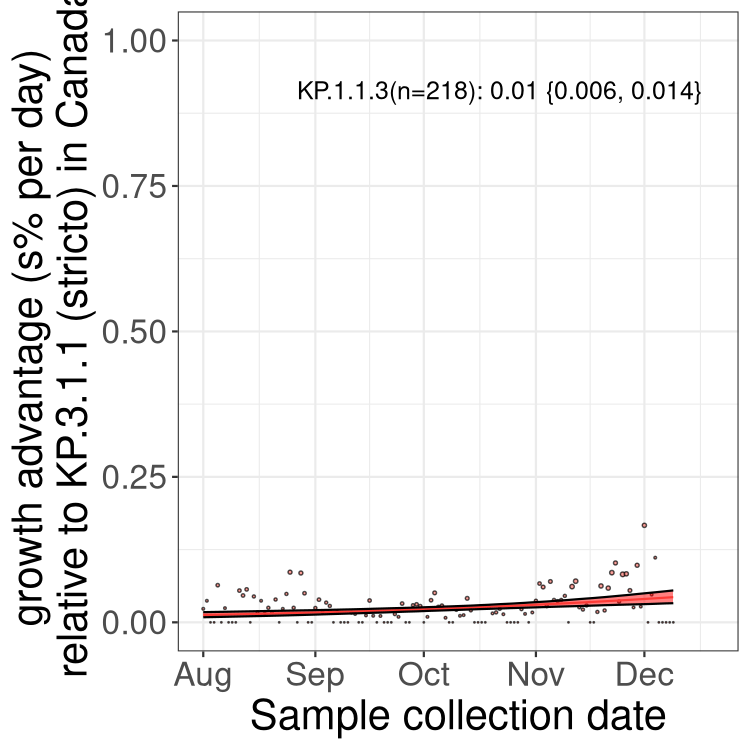 growth advantage (s% per day)
relative to KP.3.1.1 (stricto) in Canada
1.00
0.75
0.50
0.25
0.00
KP.1.1.3(n=218): 0.01 {0.006, 0.014}
Aug Sep Oct Nov Dec
Sample collection date